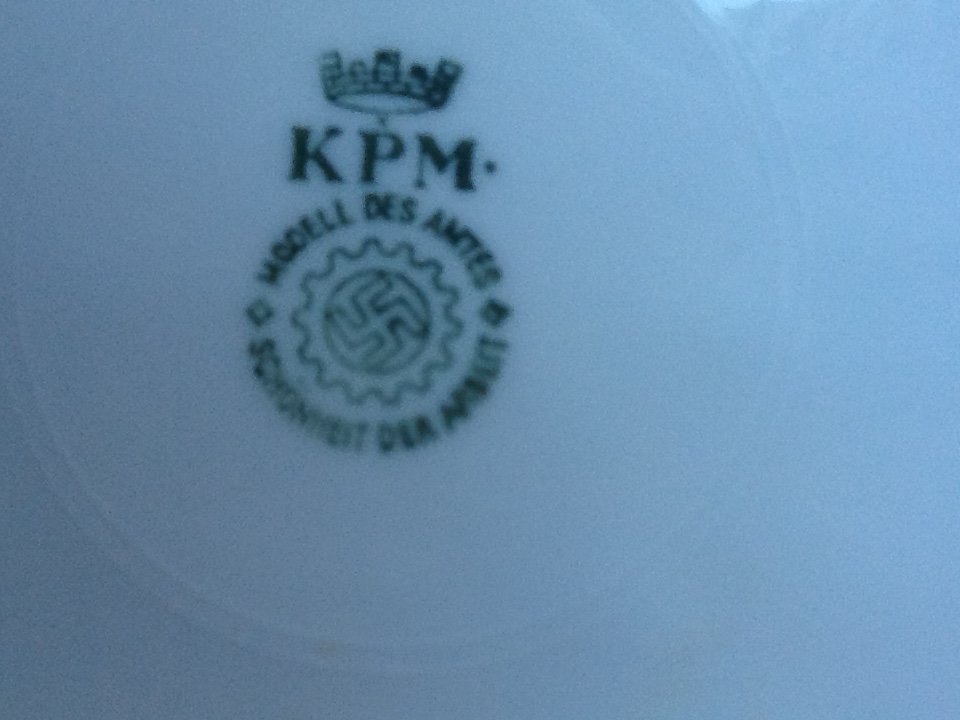 KPM.
MODELL DES AMTES
SCHÖNHEIT DER ARBEIT